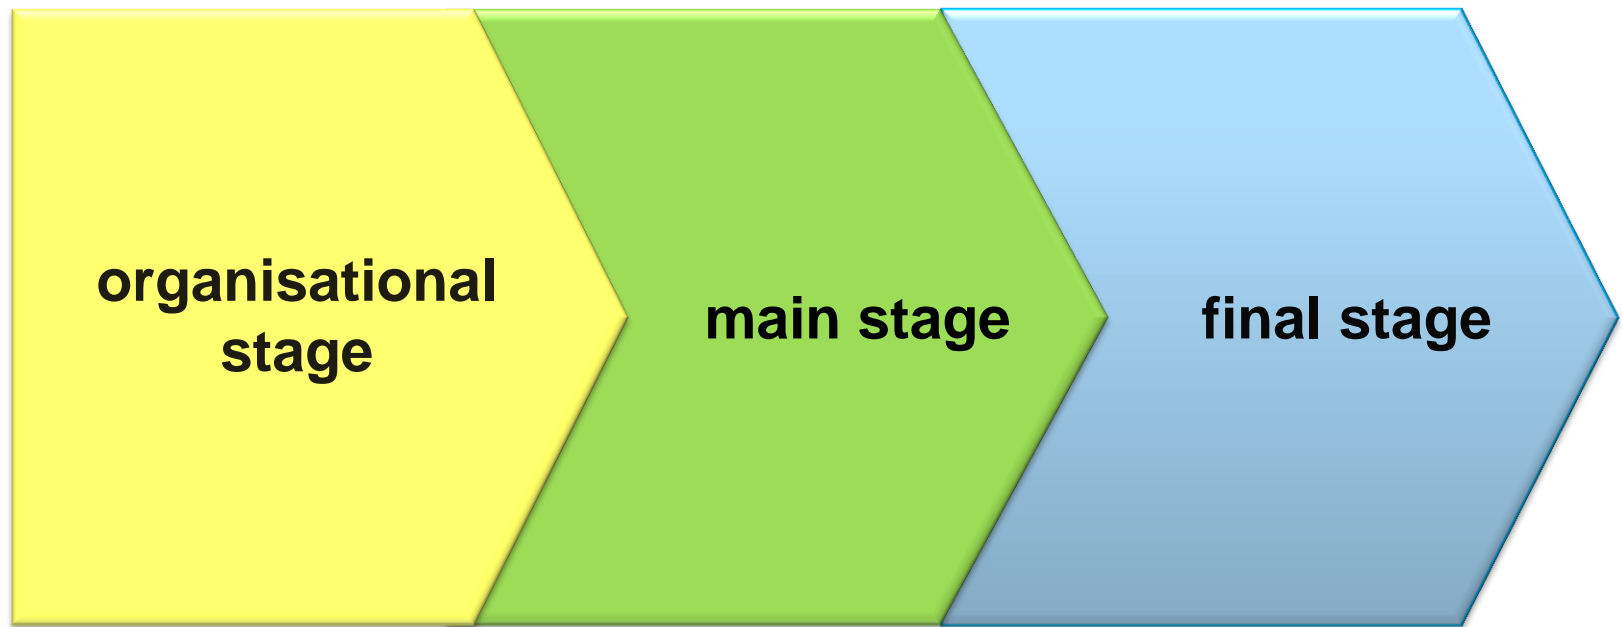 organisational
stage
main stage
final stage